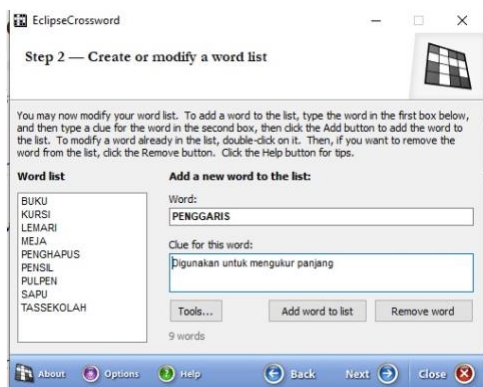 EclipseCrossword
Step 2 — Create or modify a word list
You may now modify your word list. To add a word to the list, type the word in the first box below,
and then type a clue for the word in the second box, then click the Add button to add the word to
the list. To modify a word already in the list, double-click on it. Then, if you want to remove the
word from the list, click the Remove button. Click the Help button for tips.
Word list
BUKU
KURSI
LEMARI
MEJA
PENGHAPUS
PENSIL
PULPEN
SAPU
TASSEKOLAH
Add a new word to the list:
Word:
PENGGARIS
Clue for this word:
Digunakan untuk mengukur panjang
Tools... Add word to list Remove word
9 words
About Options Help Back Next Close